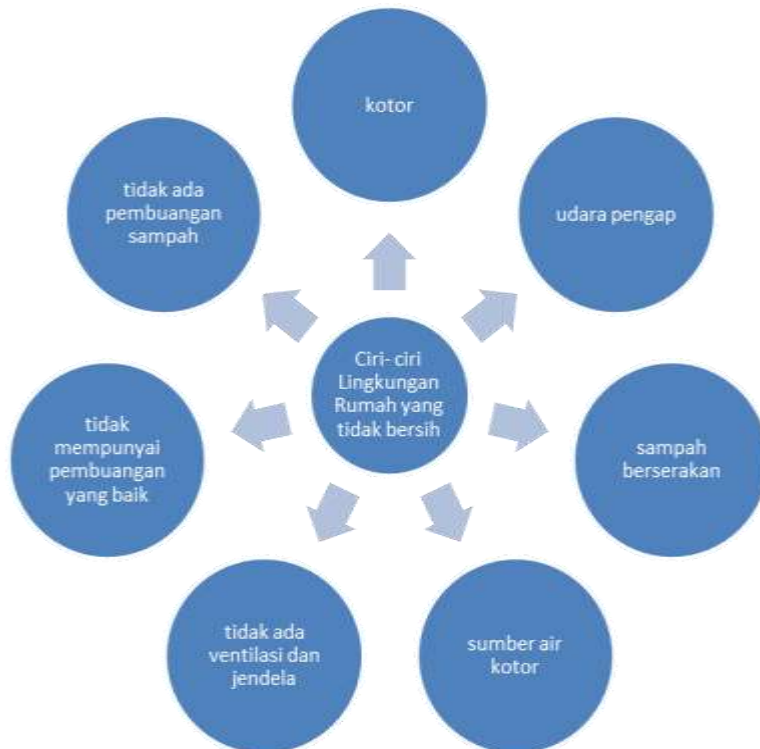 kotor
udara pengap
sampah
berserakan
sumber air
kotor
tidak ada
ventilasi dan
jendela
tidak
mempunyai
pembuangan
yang baik
tidak ada
pembuangan
sampah
Ciri- ciri
Lingkungan
Rumah yang
tidak bersih